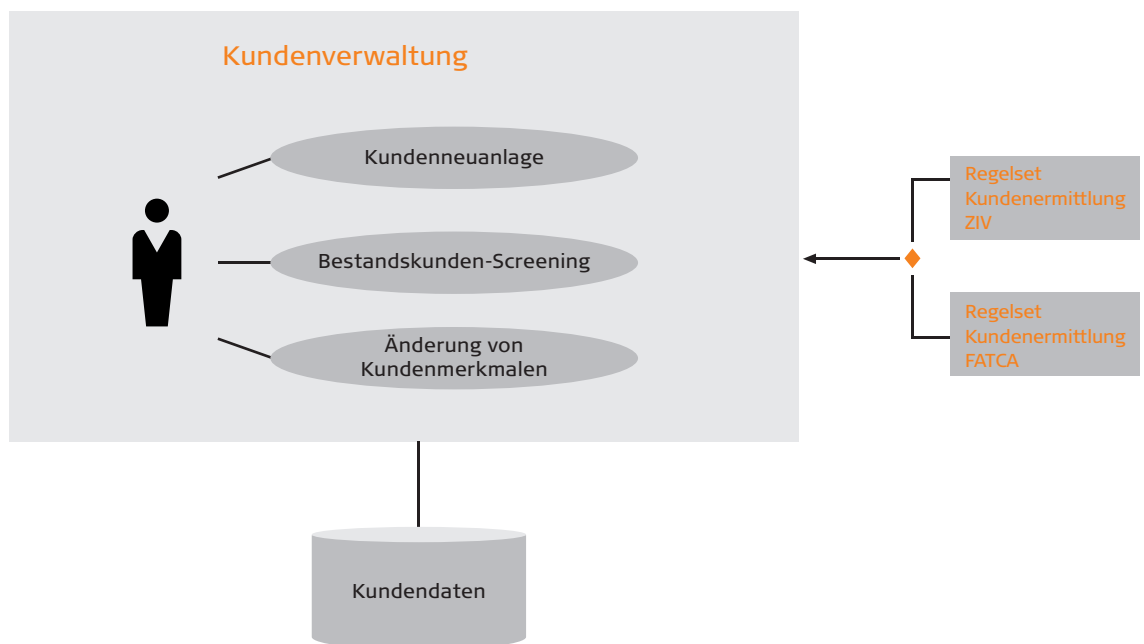 Kundenverwaltung
Kundenneuanlage
Bestandskunden-Screening
Änderung von
Kundenmerkmalen
Regelset
Kundenermittlung
ZIV
Regelset
Kundenermittlung
FATCA
Kundendaten